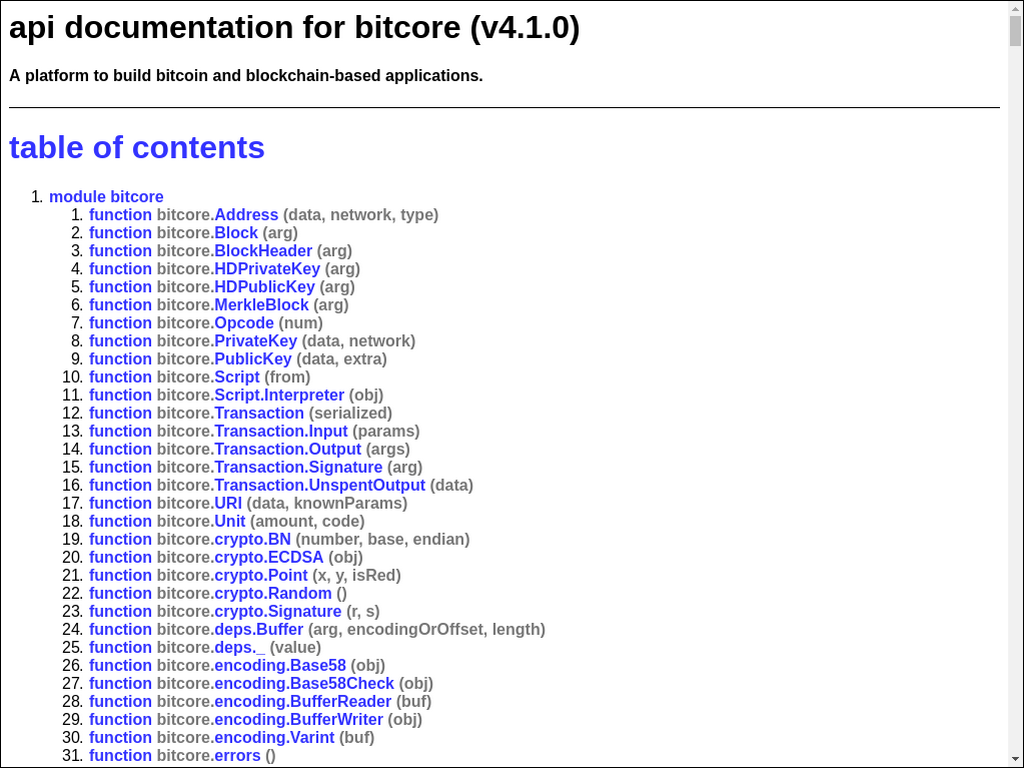 api documentation for bitcore (v4.1.0)
A platform to build bitcoin and blockchain-based applications.
table of contents
1. module bitcore
1. function bitcore.Address (data, network, type)
2. function bitcore.Block (arg)
3. function bitcore.BlockHeader (arg)
4. function bitcore.HDPrivateKey (arg)
5. function bitcore.HDPublicKey (arg)
6. function bitcore.MerkleBlock (arg)
7. function bitcore.Opcode (num)
8. function bitcore.PrivateKey (data, network)
9. function bitcore.PublicKey (data, extra)
10. function bitcore.Script (from)
11. function bitcore.Script.Interpreter (obj)
12. function bitcore.Transaction (serialized)
13. function bitcore.Transaction.Input (params)
14. function bitcore.Transaction.Output (args)
15. function bitcore.Transaction.Signature (arg)
16. function bitcore.Transaction.UnspentOutput (data)
17. function bitcore.URI (data, knownParams)
18. function bitcore.Unit (amount, code)
19. function bitcore.crypto.BN (number, base, endian)
20. function bitcore.crypto.ECDSA (obj)
21. function bitcore.crypto.Point (x, y, isRed)
22. function bitcore.crypto.Random ()
23. function bitcore.crypto.Signature (r, s)
24. function bitcore.deps.Buffer (arg, encodingOrOffset, length)
25. function bitcore.deps._ (value)
26. function bitcore.encoding.Base58 (obj)
27. function bitcore.encoding.Base58Check (obj)
28. function bitcore.encoding.BufferReader (buf)
29. function bitcore.encoding.BufferWriter (obj)
30. function bitcore.encoding.Varint (buf)
31. function bitcore.errors ()